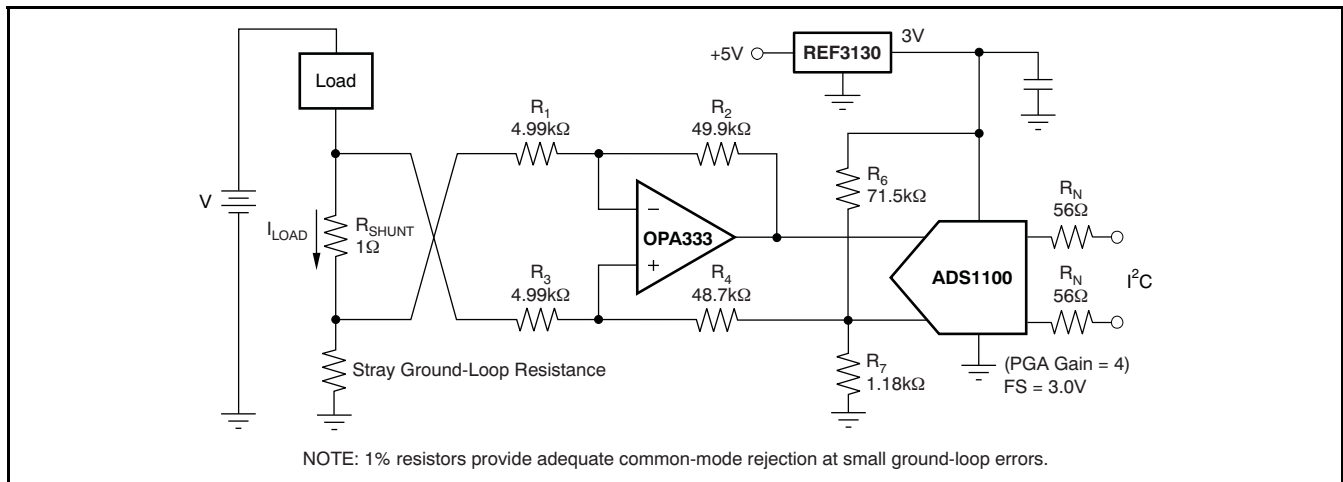 REF3130
3V
+5V
Load
R1
4.99kΩ
R2
49.9kΩ
R6
71.5kΩ
V
ILOAD
RSHUNT
1Ω
−
OPA333
+
RN
56Ω
ADS1100
RN
56Ω
I2C
R3
4.99kΩ
R4
48.7kΩ
Stray Ground-Loop Resistance
R7
1.18kΩ
(PGA Gain = 4)
FS = 3.0V
NOTE: 1% resistors provide adequate common-mode rejection at small ground-loop errors.